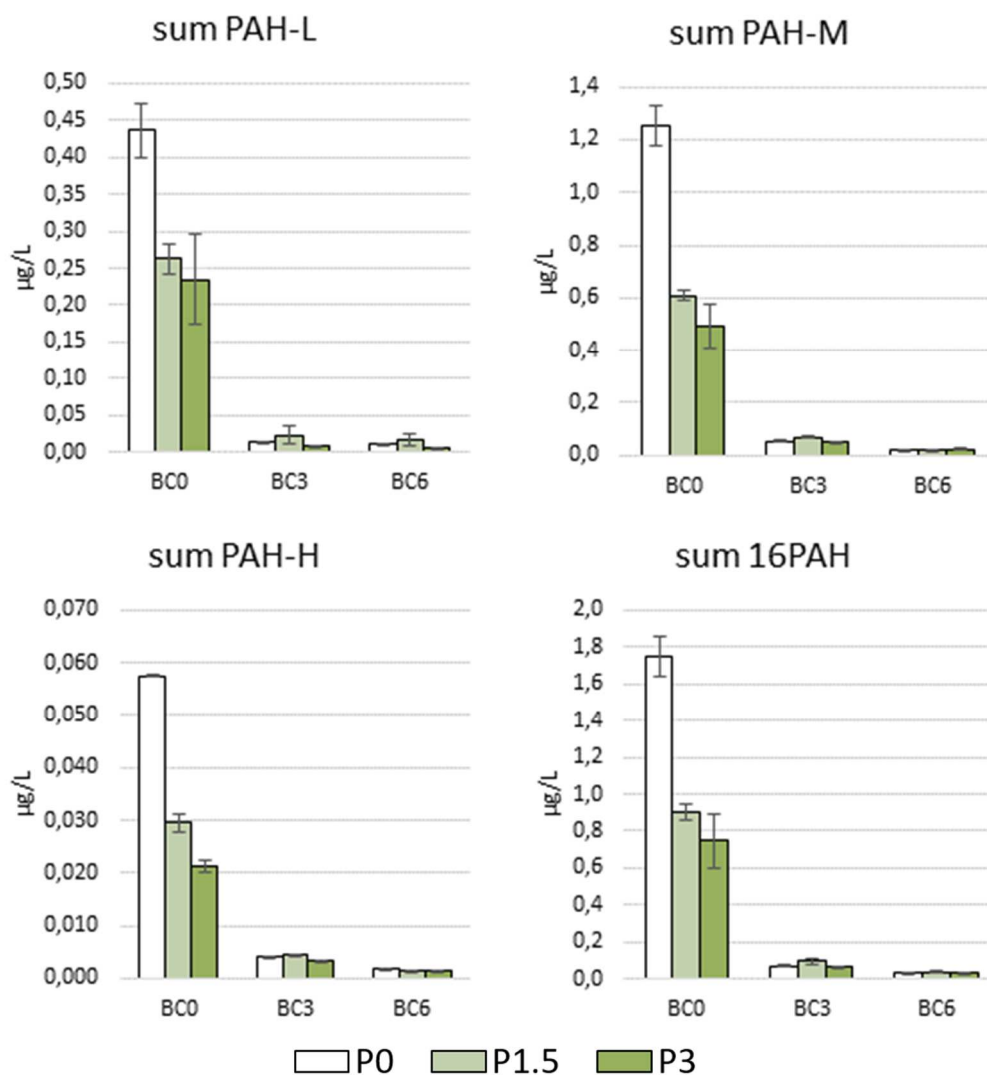 sum PAH-L
µg/L
0,50
0,45
0,40
0,35
0,30
0,25
0,20
0,15
0,10
0,05
0,00
BC0 BC3 BC6
sum PAH-M
µg/L
1,4
1,2
1,0
0,8
0,6
0,4
0,2
0,0
BC0 BC3 BC6
sum PAH-H
µg/L
0,070
0,060
0,050
0,040
0,030
0,020
0,010
0,000
BC0 BC3 BC6
sum 16PAH
µg/L
2,0
1,8
1,6
1,4
1,2
1,0
0,8
0,6
0,4
0,2
0,0
BC0 BC3 BC6
P0 P1.5 P3